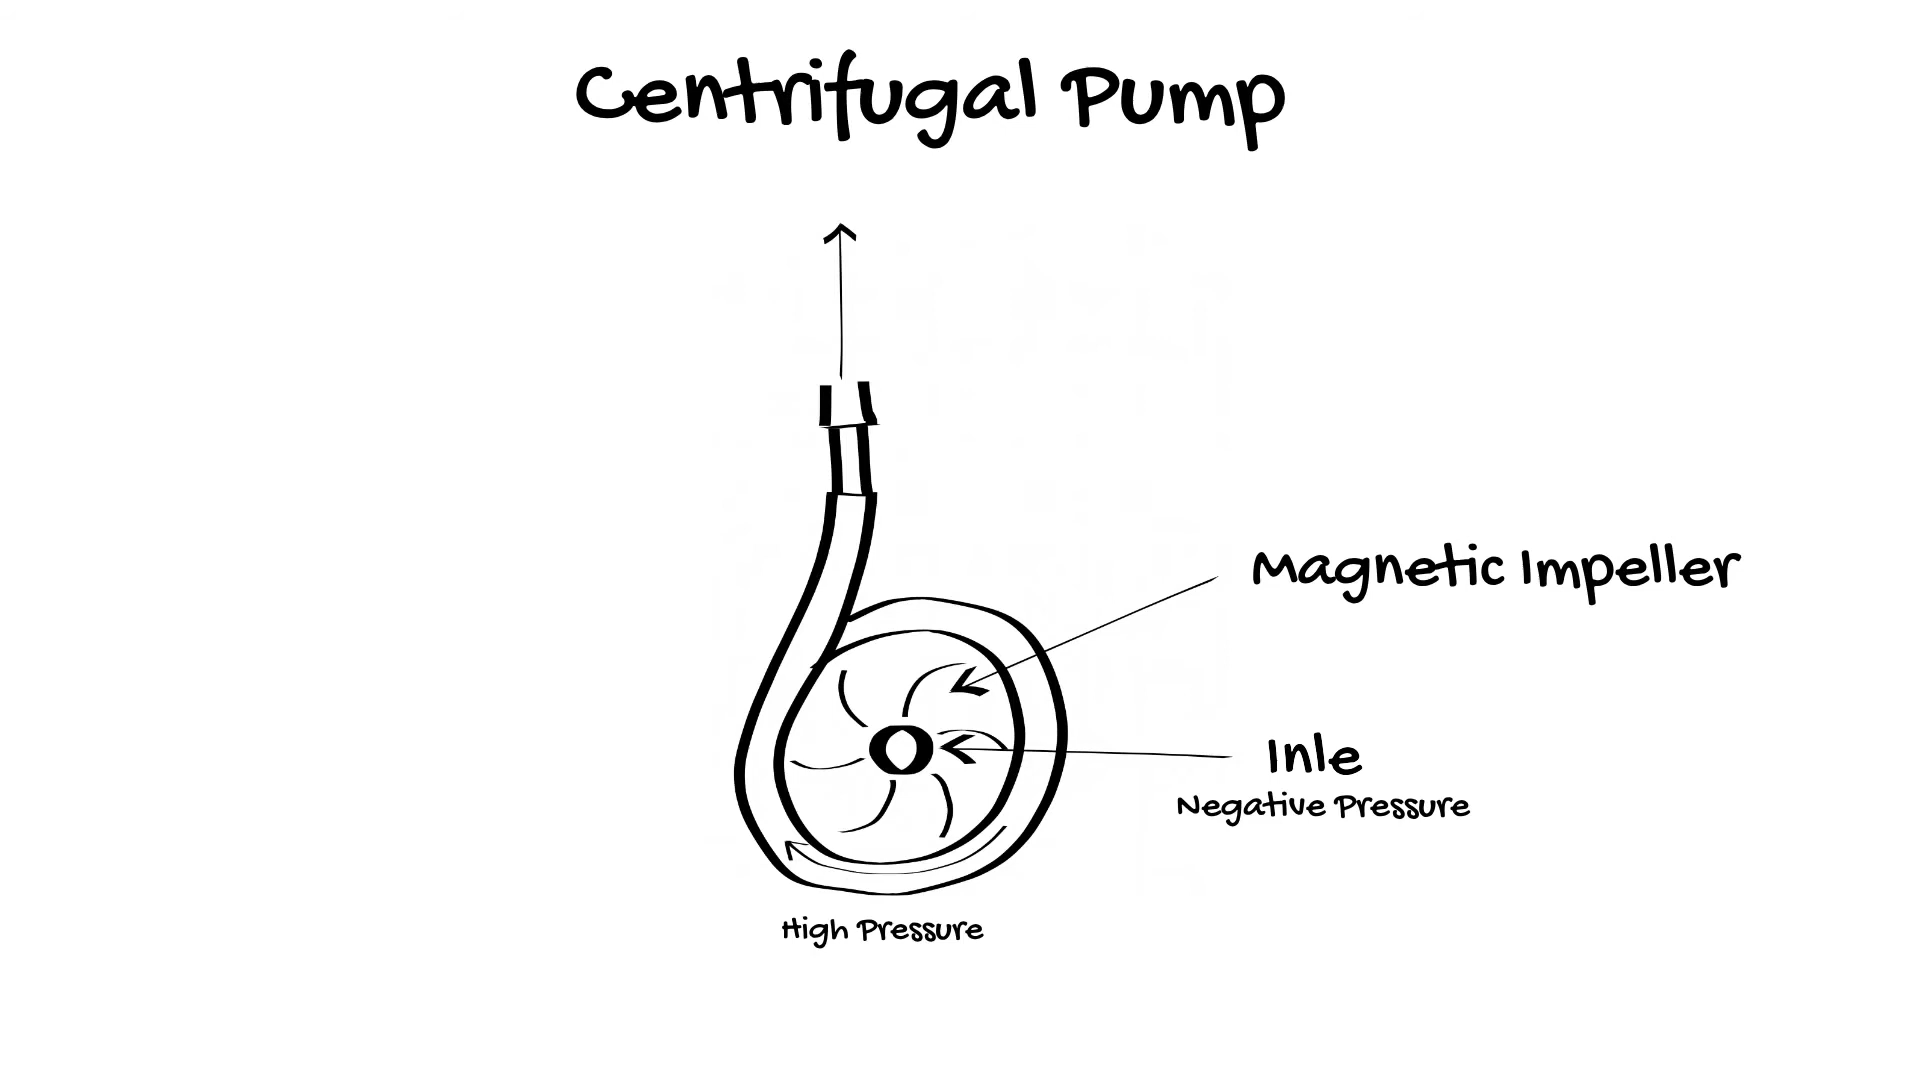 Centrifugal Pump
Magnetic Impeller
Inle
Negative Pressure
High Pressure